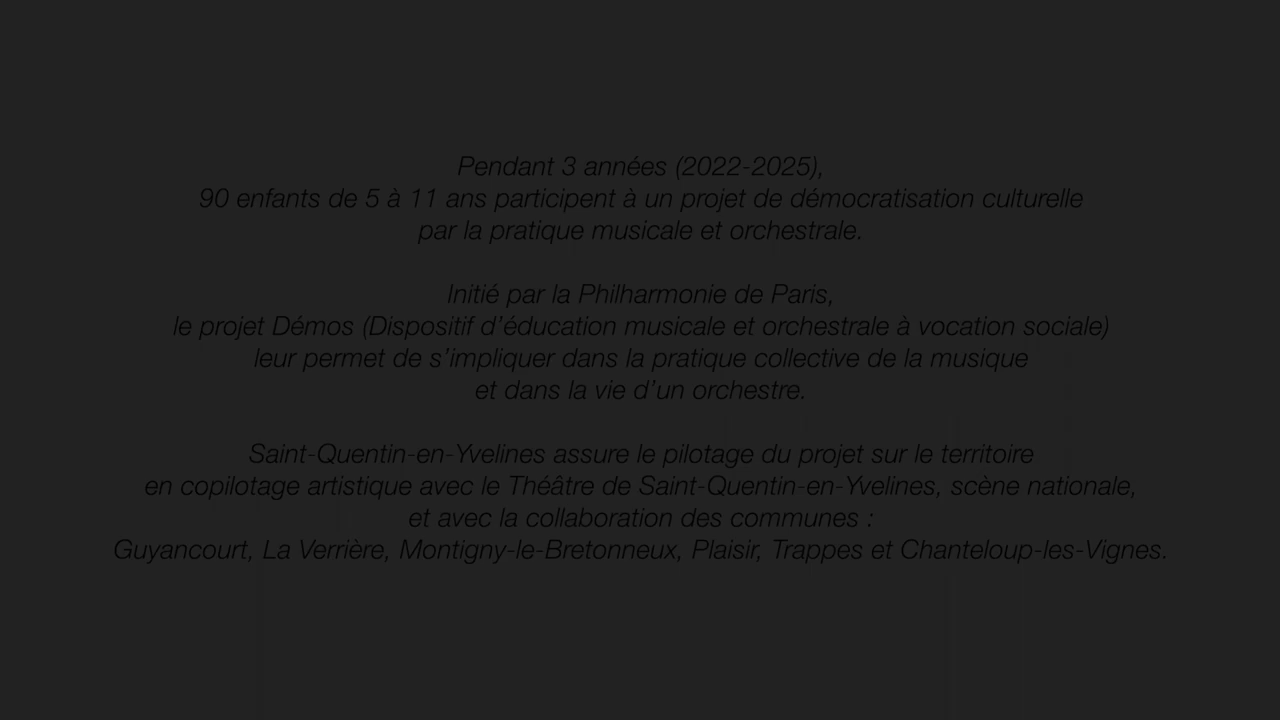 Pendant 3 années (2022-2025),
90 enfants de 5 à 11 ans participent à un projet de démocratisation culturelle
par la pratique musicale et orchestrale.
Initié par la Philharmonie de Paris,
le projet Démos (Dispositif d’éducation musicale et orchestrale à vocation sociale)
leur permet de s’impliquer dans la pratique collective de la musique
et dans la vie d’un orchestre.
Saint-Quentin-en-Yvelines assure le pilotage du projet sur le territoire
en copilotage artistique avec le Théâtre de Saint-Quentin-en-Yvelines, scène nationale,
et avec la collaboration des communes :
Guyancourt, La Verrière, Montigny-le-Bretonneux, Plaisir, Trappes et Chanteloup-les-Vignes.